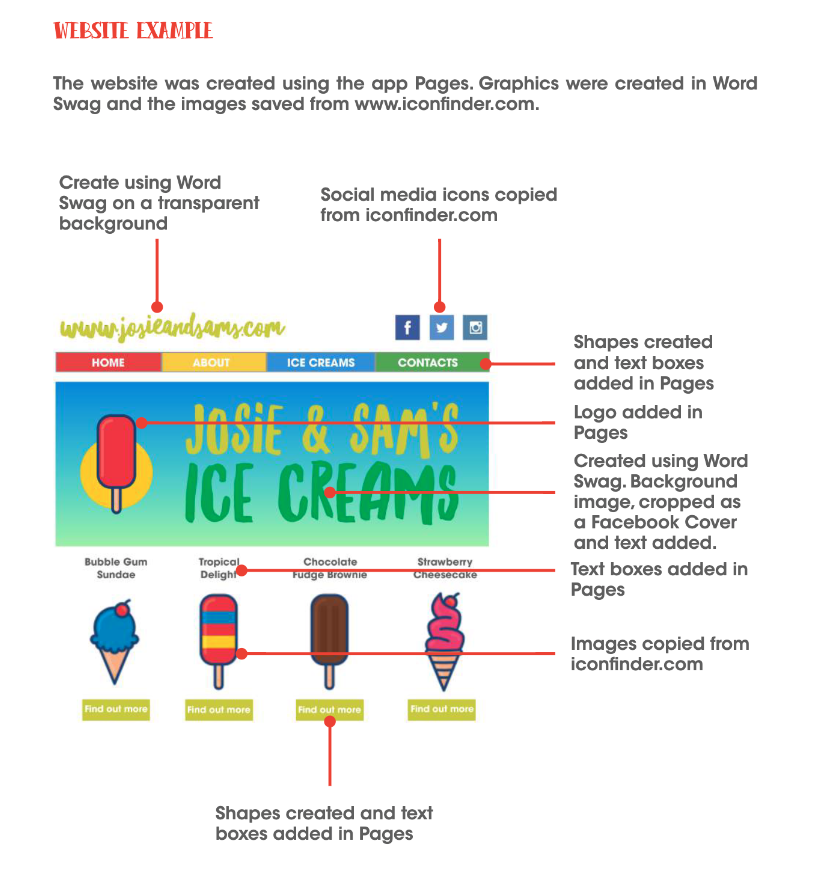 WEBSITE EXAMPLE
The website was created using the app Pages. Graphics were created in Word
Swag and the images saved from www.iconfinder.com.
Create using Word
Swag on a transparent
background
Social media icons copied
from iconfinder.com
www.josieandsams.com
f
HOME
ABOUT
ICE CREAMS
CONTACTS
Shapes created
and text boxes
added in Pages
JOSiE & SAM'S
ICE CREAMS
Logo added in
Pages
Created using Word
Swag. Background
image, cropped as
a Facebook Cover
and text added.
Bubble Gum
Sundae
Tropical
Delight
Chocolate
Fudge Brownie
Strawberry
Cheesecake
Text boxes added in
Pages
Images copied from
iconfinder.com
Find out more
Find out more
Find out more
Find out more
Shapes created and text
boxes added in Pages